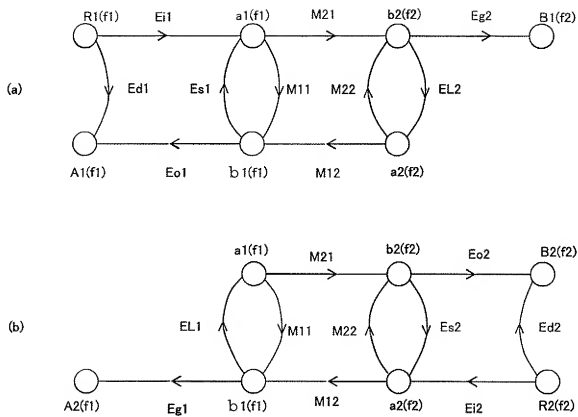 R1(f1) Ei1 a1(f1) M21 b2(f2) Eg2 B1(f2)
(a) Ed1 Es1 M11 M22 EL2
A1(f1) Eo1 b1(f1) M12 a2(f2)
a1(f1) M21 b2(f2) Eo2 B2(f2)
(b) EL1 M11 M22 Es2 Ed2
A2(f1) Eg1 b1(f1) M12 a2(f2) Ei2 R2(f2)